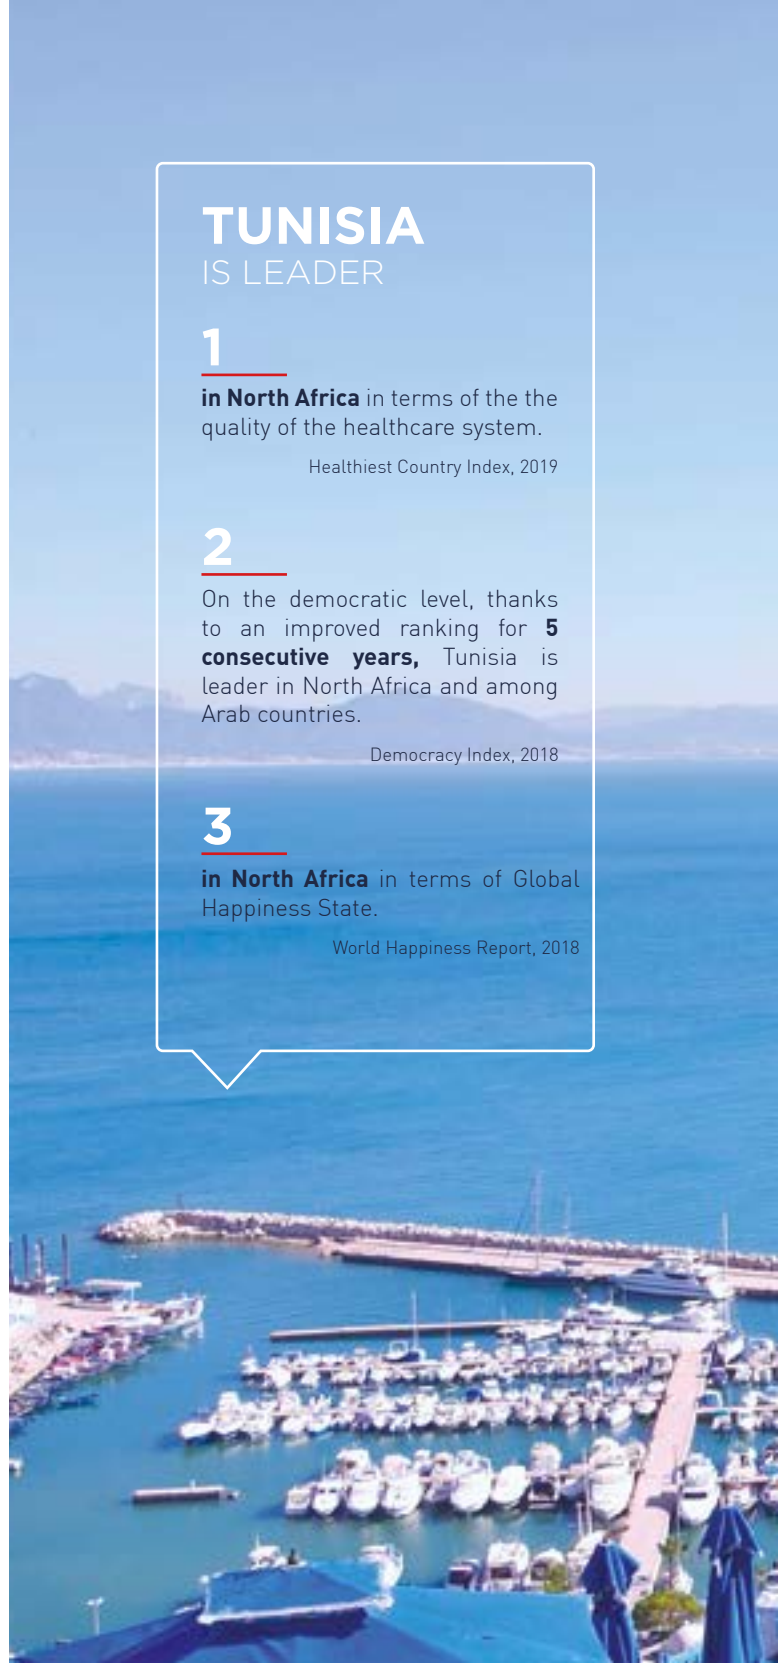 TUNISIA
IS LEADER
1
in North Africa in terms of the the
quality of the healthcare system.
Healthiest Country Index, 2019
2
On the democratic level, thanks
to an improved ranking for 5
consecutive years, Tunisia is
leader in North Africa and among
Arab countries.
Democracy Index, 2018
3
in North Africa in terms of Global
Happiness State.
World Happiness Report, 2018